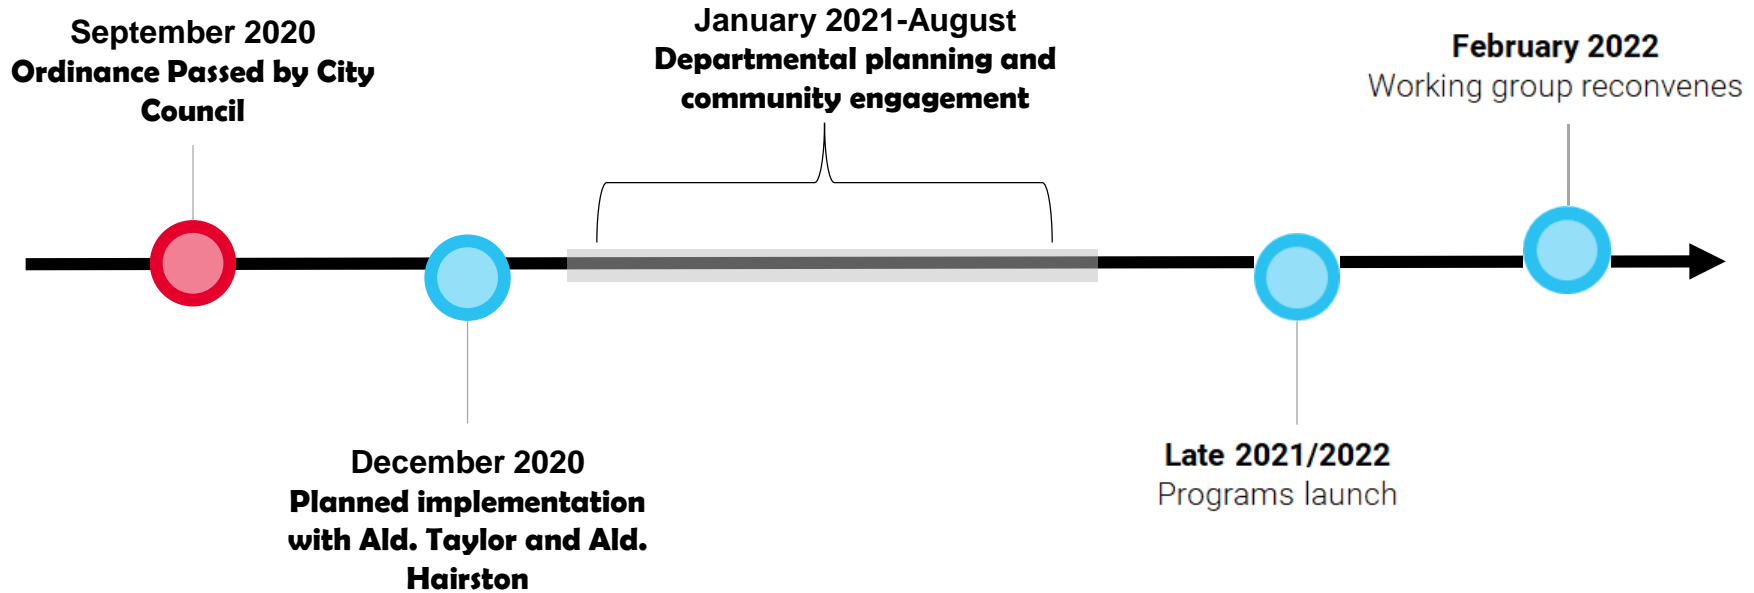 September 2020
Ordinance Passed by City
Council
December 2020
Planned implementation
with Ald. Taylor and Ald.
Hairston
January 2021-August
Departmental planning and
community engagement
Late 2021/2022
Programs launch
February 2022
Working group reconvenes